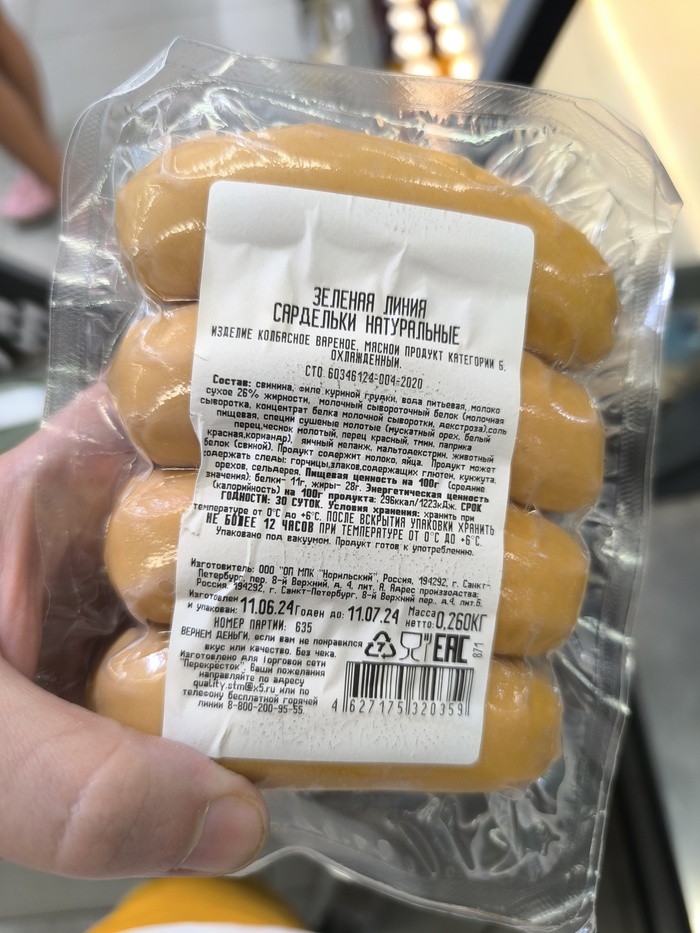 ЗЕЛЕНАЯ ЛИНИЯ
САРДЕЛЬКИ НАТУРАЛЬНЫЕ
ИЗДЕЛИЕ КОЛБАСНОЕ ВАРЕНОЕ, МЯСНОЙ ПРОДУКТ КАТЕГОРИИ Б,
ОХЛАЖДЕННЫЙ.
СТО 60346124-004-2020
Состав: свинина, филе куриной грудки, вода питьевая, молоко
сухое 26% жирности, молочный сывороточный белок (молочная
сыворотка, концентрат белка молочной сыворотки, декстроза),соль
пищевая, специи сушеные молотые (мускатный орех, белый
перец,чеснок молотый, перец красный, тмин, паприка
красная,кориандр), яичный меланж, мальтодекстрин, животный
белок (свиной). Продукт содержит молоко, яйца. Продукт может
содержать следы: горчицы,злаков,содержащих глютен, кунжута,
орехов, сельдерея. Пищевая ценность на 100г (средние
значения): белки- 11г, жиры- 28г. Энергетическая ценность
(калорийность) на 100г продукта: 296ккал/1223кДж. СРОК
ГОДНОСТИ: 30 СУТОК. Условия хранения: хранить при
температуре от 0°С до +6°С. ПОСЛЕ ВСКРЫТИЯ УПАКОВКИ ХРАНИТЬ
НЕ БОЛЕЕ 12 ЧАСОВ ПРИ ТЕМПЕРАТУРЕ ОТ 0°С ДО +6°С.
Упаковано под вакуумом. Продукт готов к употреблению.
Изготовитель: ООО "ОП МПК "Норильский", Россия, 194292, г. Санкт-
Петербург, пер. 8-й Верхний, д. 4, лит. А. Адрес производства:
Россия, 194292, г. Санкт-Петербург, 8-й Верхний пер., д.4, лит.Б.
Изготовлен и упакован: 11.06.24 Годен до: 11.07.24 Масса нетто: 0,260КГ
НОМЕР ПАРТИИ: 635
ВЕРНЕМ ДЕНЬГИ, если вам не понравился
вкус или качество. Без чека.
Изготовлено для Торговой сети
"Перекресток". Ваши пожелания
направляйте по адресу
quality.stm@x5.ru или по
телефону бесплатной горячей
линии 8-800-200-95-55.
7
EAC
871
4 627175 320359